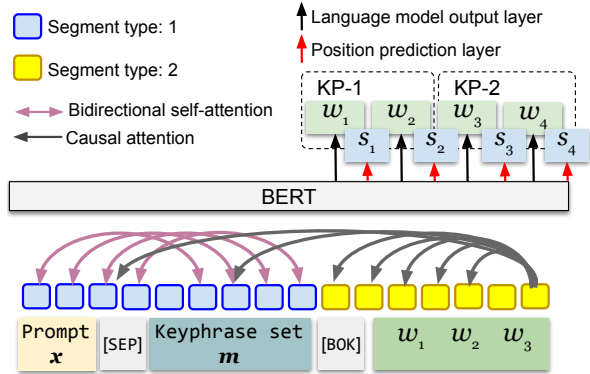 Segment type: 1
Segment type: 2
Bidirectional self-attention
Causal attention
Language model output layer
Position prediction layer
KP-1 KP-2
w₁ w₂ w₃ w₄
s₁ s₂ s₃ s₄
BERT
Prompt x [SEP] Keyphrase set m [BOK] w₁ w₂ w₃